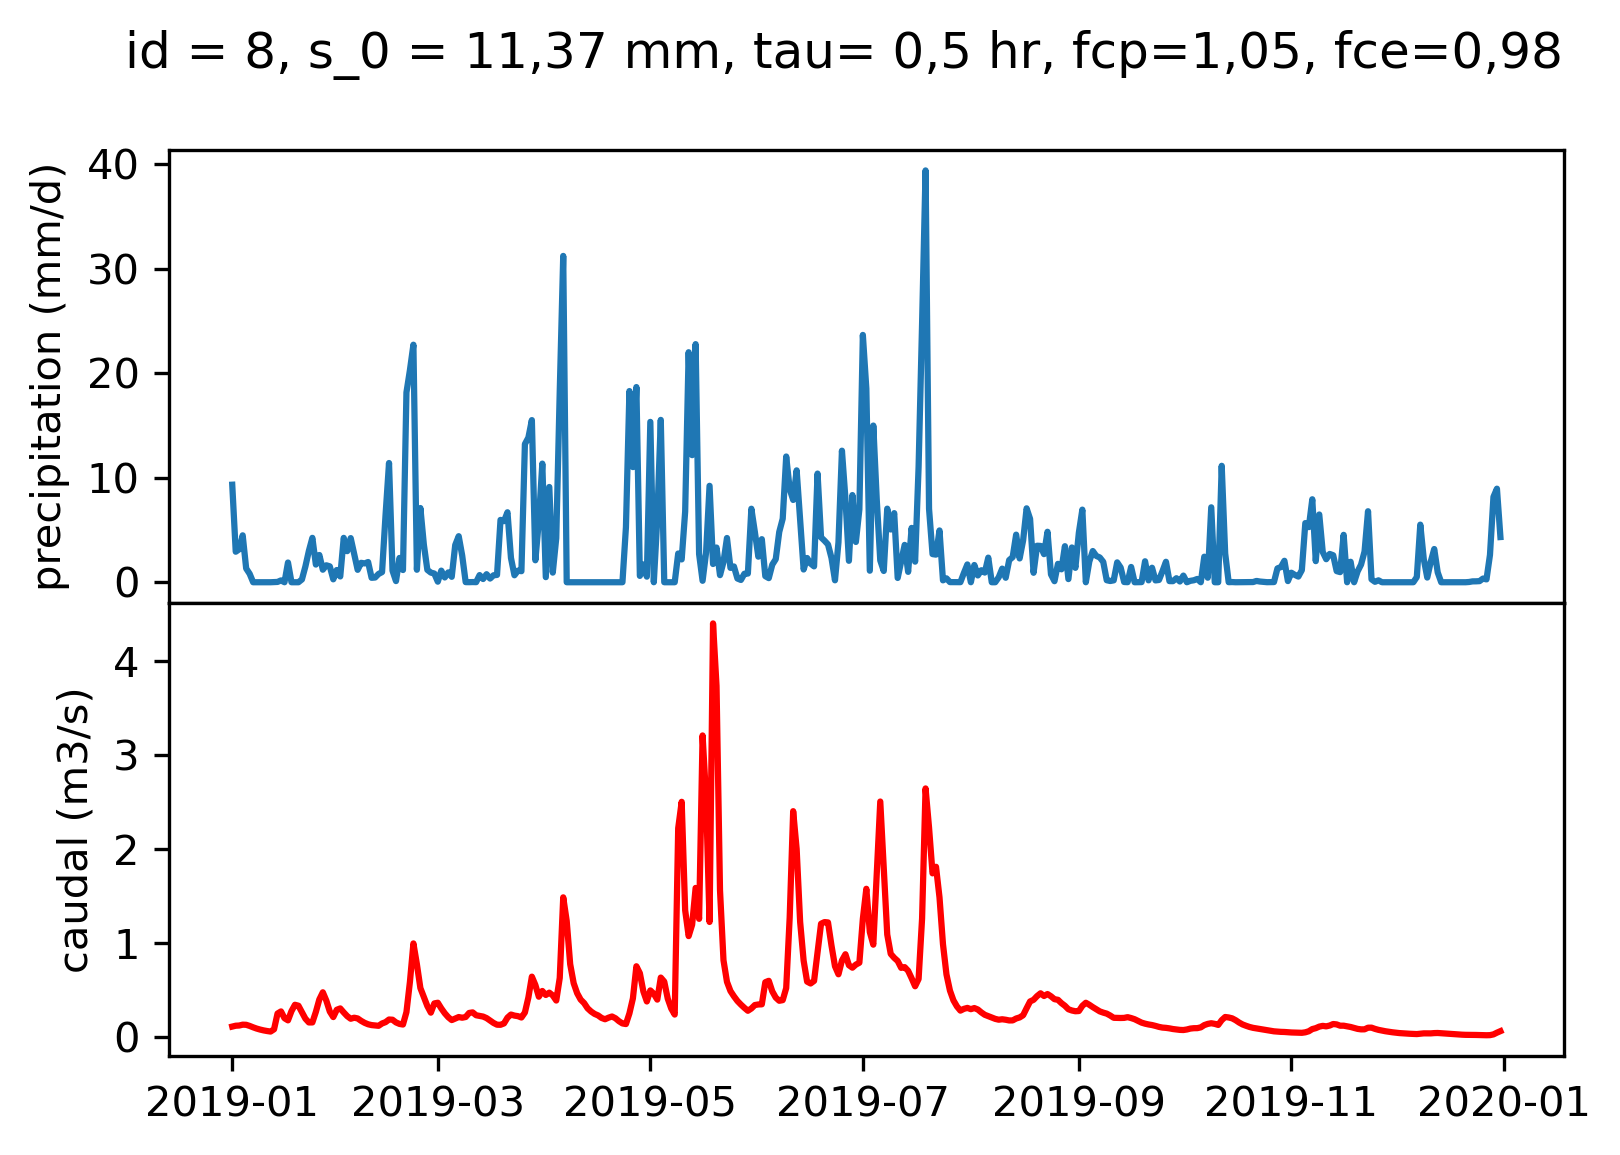 id = 8, s_0 = 11,37 mm, tau= 0,5 hr, fcp=1,05, fce=0,98
precipitation (mm/d)
40
30
20
10
0
caudal (m3/s)
4
3
2
1
0
2019-01 2019-03 2019-05 2019-07 2019-09 2019-11 2020-01